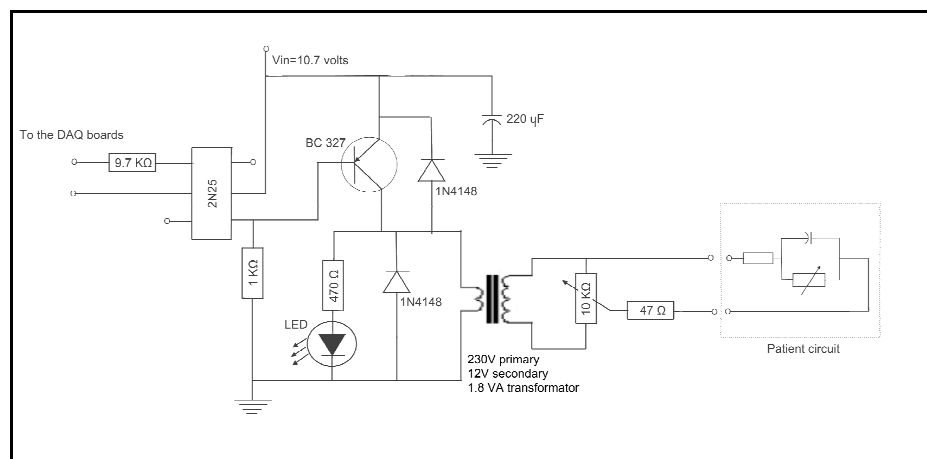 Vin=10.7 volts
220 ųF
To the DAQ boards
BC 327
9.7 KΩ
1N4148
2N25
1 KΩ
470 Ω
1N4148
10 KΩ
47 Ω
LED
Patient circuit
230V primary
12V secondary
1.8 VA transformator